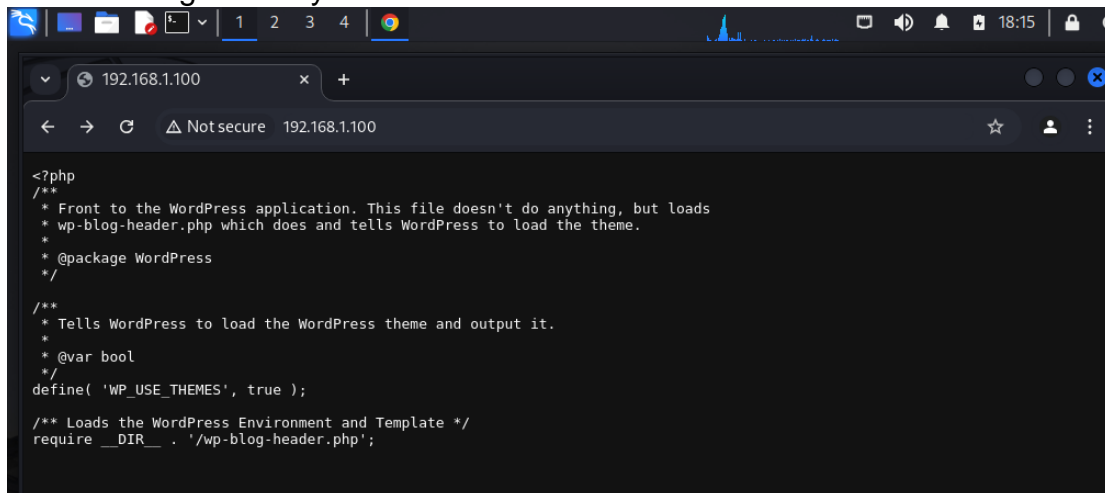 1 2 3 4 18:15
192.168.1.100
Not secure 192.168.1.100
<?php
/**
 * Front to the WordPress application. This file doesn't do anything, but loads
 * wp-blog-header.php which does and tells WordPress to load the theme.
 *
 * @package WordPress
 */
/**
 * Tells WordPress to load the WordPress theme and output it.
 *
 * @var bool
 */
define( 'WP_USE_THEMES', true );
/** Loads the WordPress Environment and Template */
require __DIR__ . '/wp-blog-header.php';